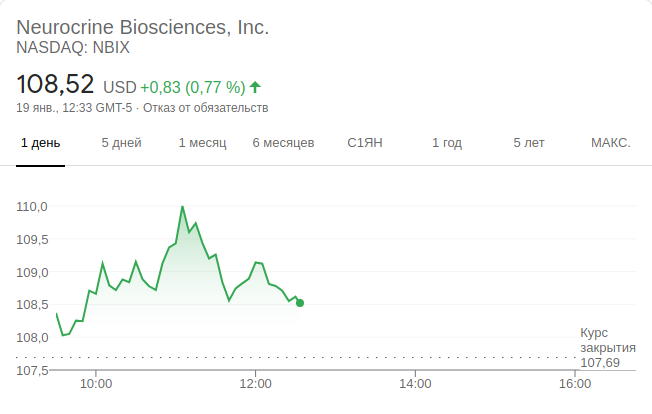 Neurocrine Biosciences, Inc.
NASDAQ: NBIX
108,52 USD +0,83 (0,77 %)
19 янв., 12:33 GMT-5 · Отказ от обязательств
1 день 5 дней 1 месяц 6 месяцев С1ЯН 1 год 5 лет МАКС.
110,0
109,5
109,0
108,5
108,0
107,5
Курс
закрытия
107,69
10:00 12:00 14:00 16:00